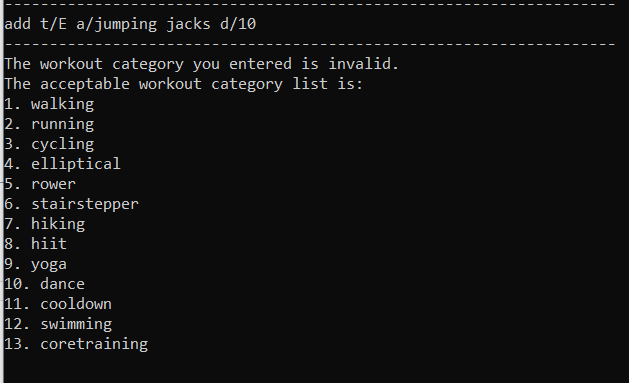 --------------------------------------------------------------------
add t/E a/jumping jacks d/10
--------------------------------------------------------------------
The workout category you entered is invalid.
The acceptable workout category list is:
1. walking
2. running
3. cycling
4. elliptical
5. rower
6. stairstepper
7. hiking
8. hiit
9. yoga
10. dance
11. cooldown
12. swimming
13. coretraining